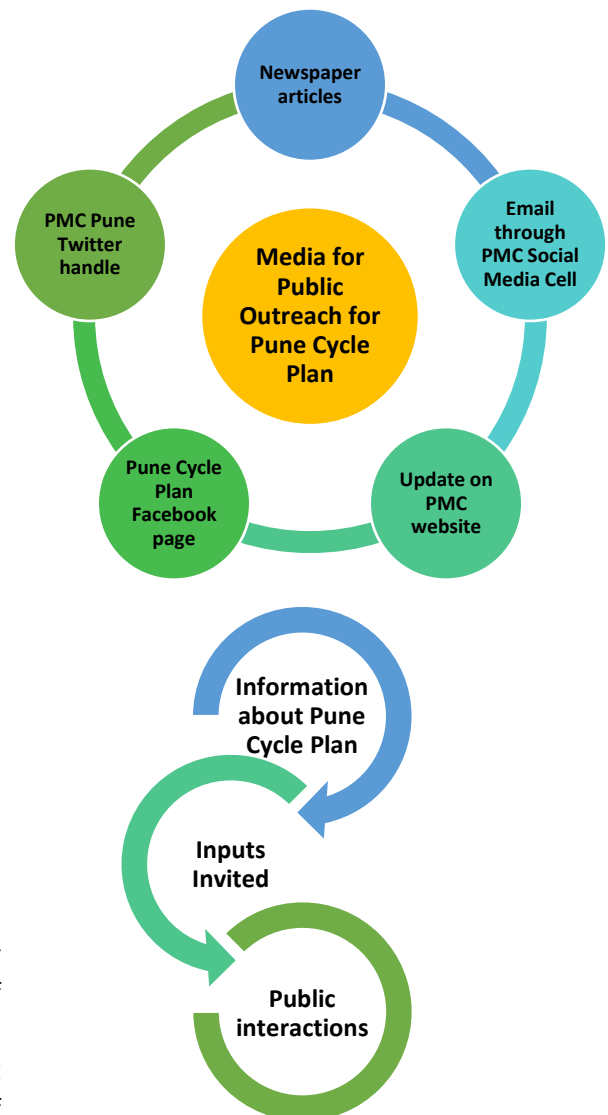 Newspaper
articles
Email
through
PMC Social
Media Cell
Update on
PMC
website
Pune Cycle
Plan
Facebook
page
PMC Pune
Twitter
handle
Media for
Public
Outreach for
Pune Cycle
Plan
Information
about Pune
Cycle Plan
Inputs
Invited
Public
interactions